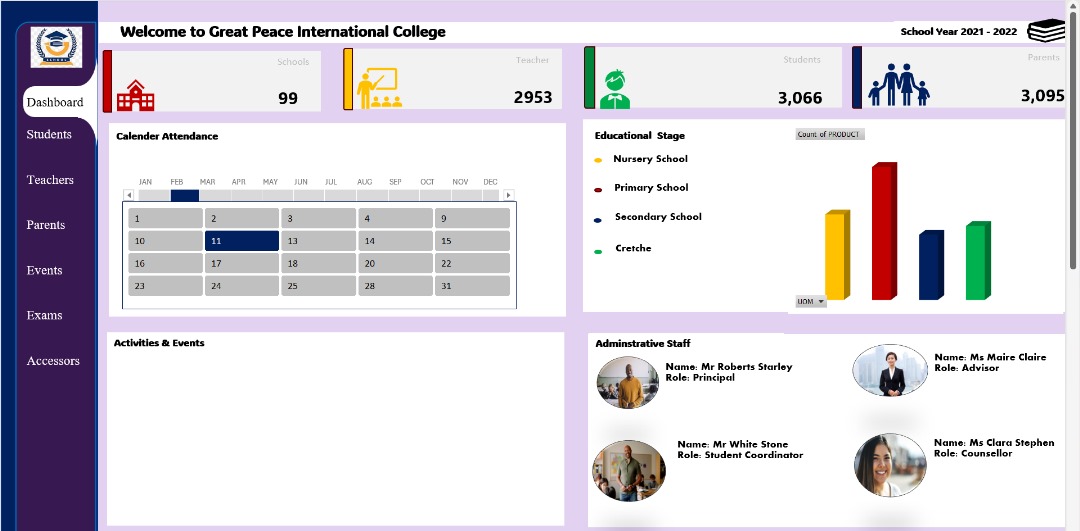 Welcome to Great Peace International College
School Year 2021 - 2022
SCHOOL
Schools
99
Teacher
2953
Students
3,066
Parents
3,095
Dashboard
Students
Teachers
Parents
Events
Exams
Accessors
Calender Attendance
JAN FEB MAR APR MAY JUN JUL AUG SEP OCT NOV DEC
1 2 3 4 9
10 11 13 14 15
16 17 18 20 22
23 24 25 28 31
Educational Stage
Count of PRODUCT
Nursery School
Primary School
Secondary School
Cretche
UOM
Activities & Events
Adminstrative Staff
Name: Mr Roberts Starley
Role: Principal
Name: Ms Maire Claire
Role: Advisor
Name: Mr White Stone
Role: Student Coordinator
Name: Ms Clara Stephen
Role: Counsellor